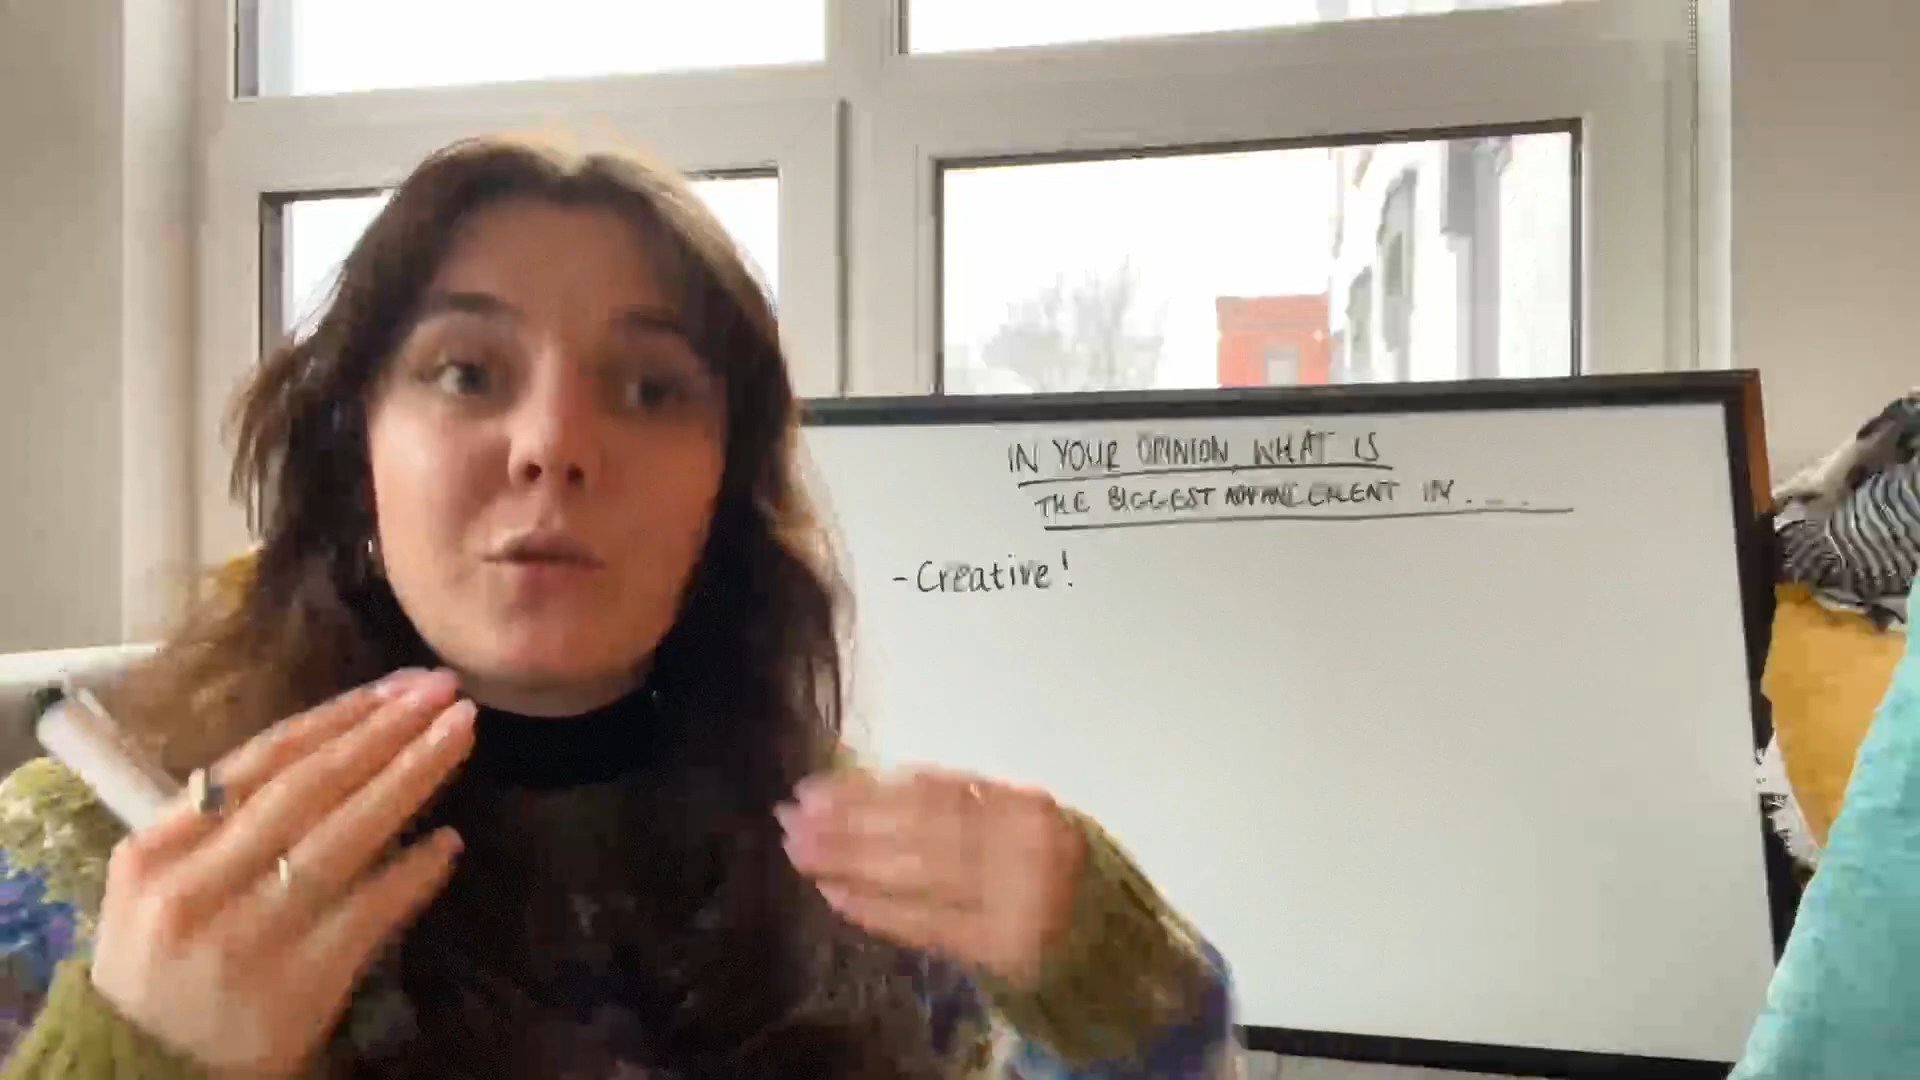 IN YOUR OPINION, WHAT IS
THE BIGGEST ADVANCEMENT IN....
- Creative!